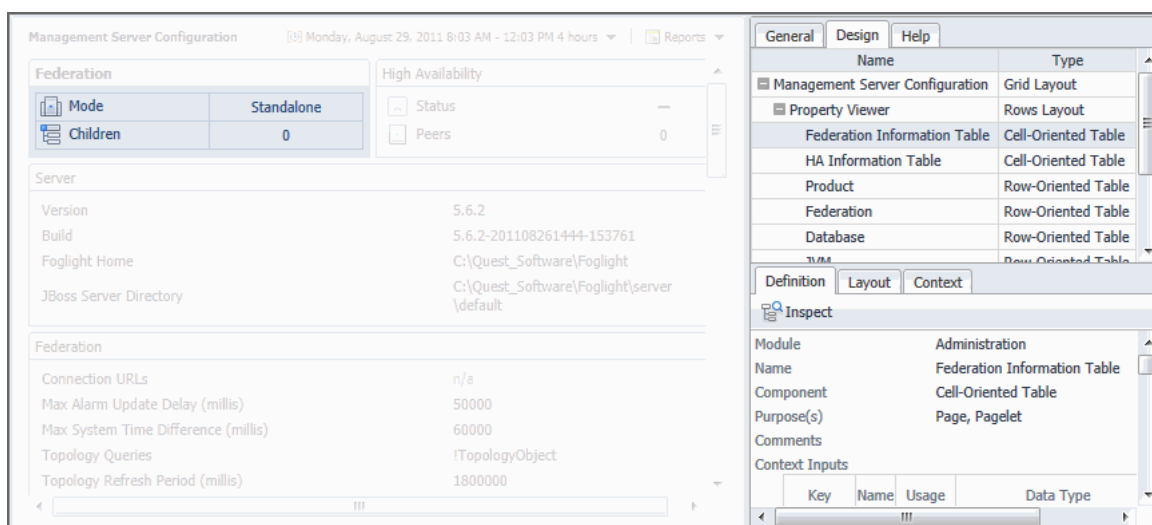 Management Server Configuration Monday, August 29, 2011 8:03 AM - 12:03 PM 4 hours Reports
Federation High Availability
Mode Standalone Status —
Children 0 Peers 0
Server
Version 5.6.2
Build 5.6.2-201108261444-153761
Foglight Home C:\Quest_Software\Foglight
JBoss Server Directory C:\Quest_Software\Foglight\server
\default
Federation
Connection URLs n/a
Max Alarm Update Delay (millis) 50000
Max System Time Difference (millis) 60000
Topology Queries !TopologyObject
Topology Refresh Period (millis) 1800000
General Design Help
Name Type
Management Server Configuration Grid Layout
Property Viewer Rows Layout
Federation Information Table Cell-Oriented Table
HA Information Table Cell-Oriented Table
Product Row-Oriented Table
Federation Row-Oriented Table
Database Row-Oriented Table
JVM Row-Oriented Table
Definition Layout Context
Inspect
Module Administration
Name Federation Information Table
Component Cell-Oriented Table
Purpose(s) Page, Pagelet
Comments
Context Inputs
Key Name Usage Data Type